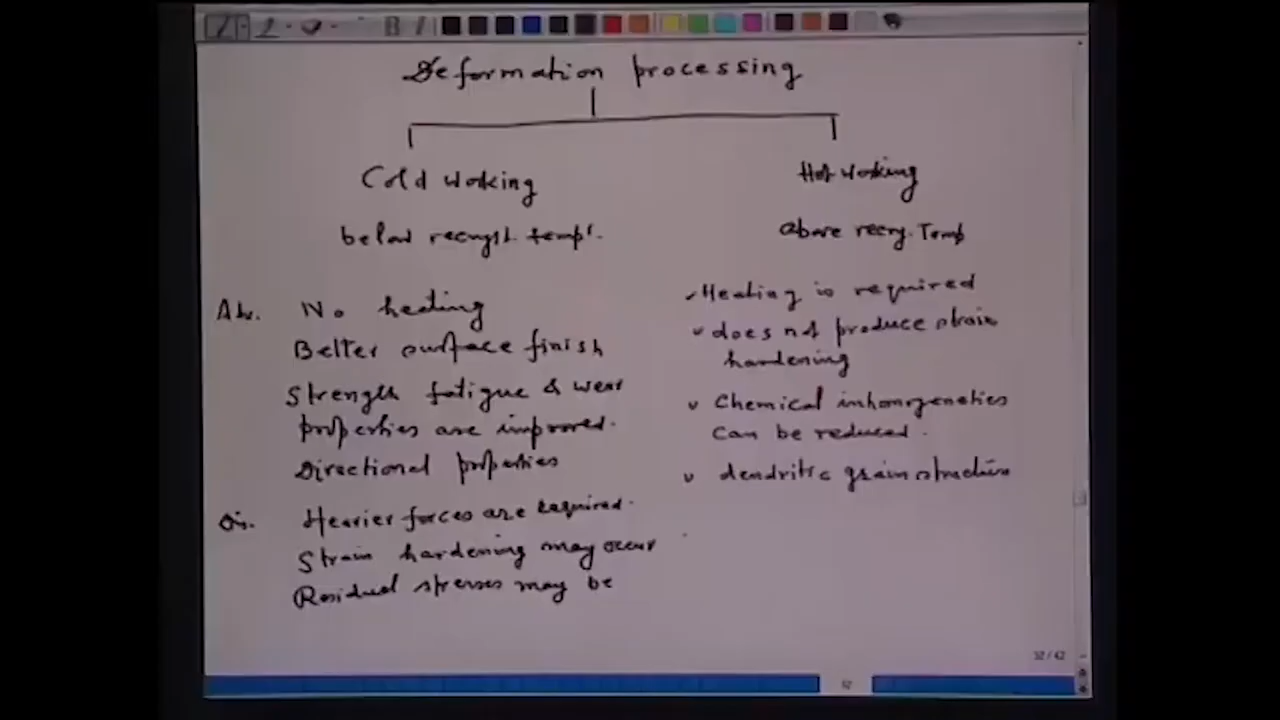 Deformation processing
Cold working
Hot working
below recryst. temp.
Above recry. Temp
Adv. No heating
Better surface finish
Strength fatigue & wear
properties are improved.
Directional properties
Dis. Heavier forces are required.
Strain hardening may occur
Residual stresses may be
Heating is required
does not produce strain
hardening
Chemical inhomogeneties
can be reduced.
dendritic grain structure
32/42